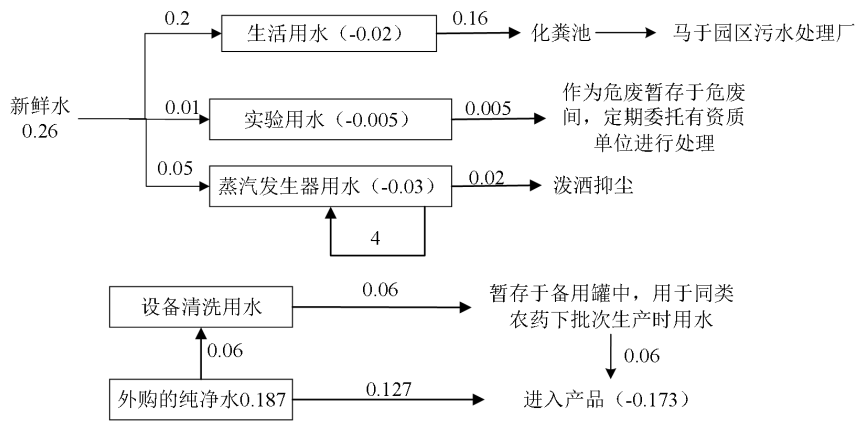 0.2
生活用水（-0.02）
0.16
化粪池
马于园区污水处理厂
新鲜水
0.26
0.01
实验用水（-0.005）
0.005
作为危废暂存于危废
间，定期委托有资质
单位进行处理
0.05
蒸汽发生器用水（-0.03）
0.02
泼洒抑尘
4
设备清洗用水
0.06
暂存于备用罐中，用于同类
农药下批次生产时用水
0.06
0.06
外购的纯净水0.187
0.127
进入产品（-0.173）